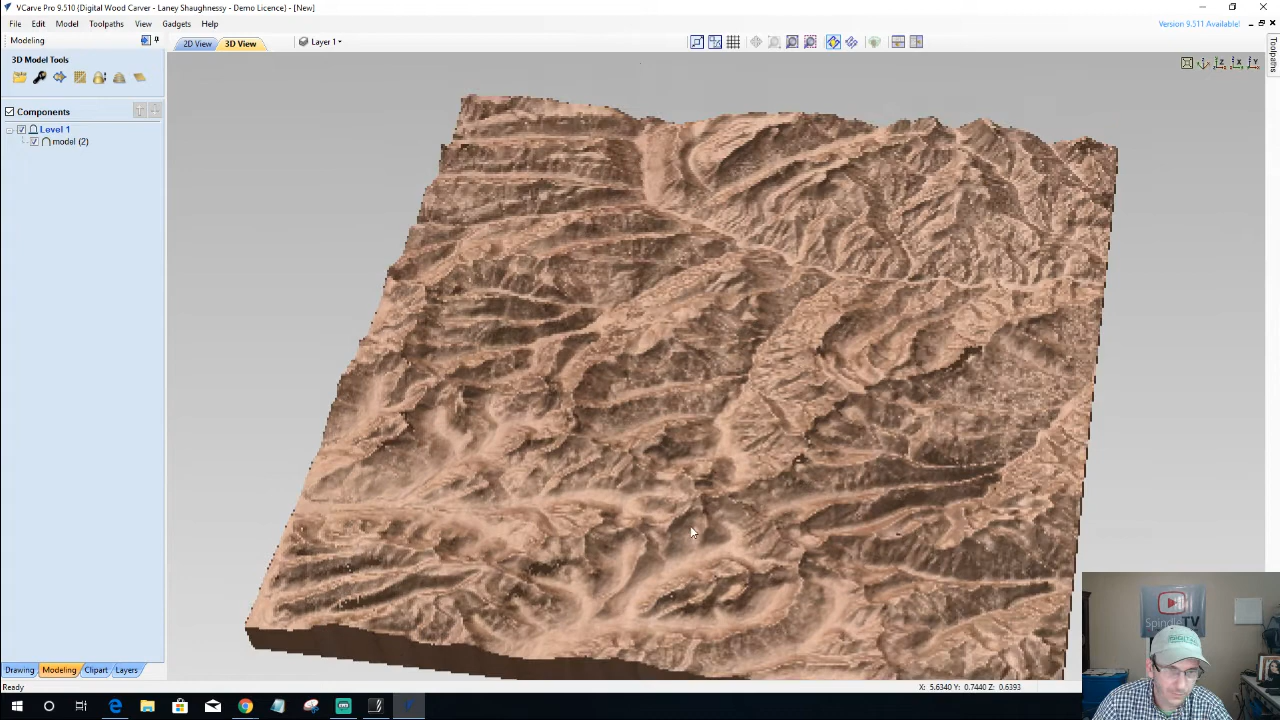 VCarve Pro 9.510 {Digital Wood Carver - Laney Shaughnessy - Demo Licence} - [New]
File Edit Model Toolpaths View Gadgets Help
Version 9.511 Available!
Modeling
2D View 3D View Layer 1
3D Model Tools
Components
Level 1
model (2)
Toolpaths
SpindleTV
Drawing Modeling Clipart Layers
Ready
X: 5.6340 Y: 0.7440 Z: 0.6393